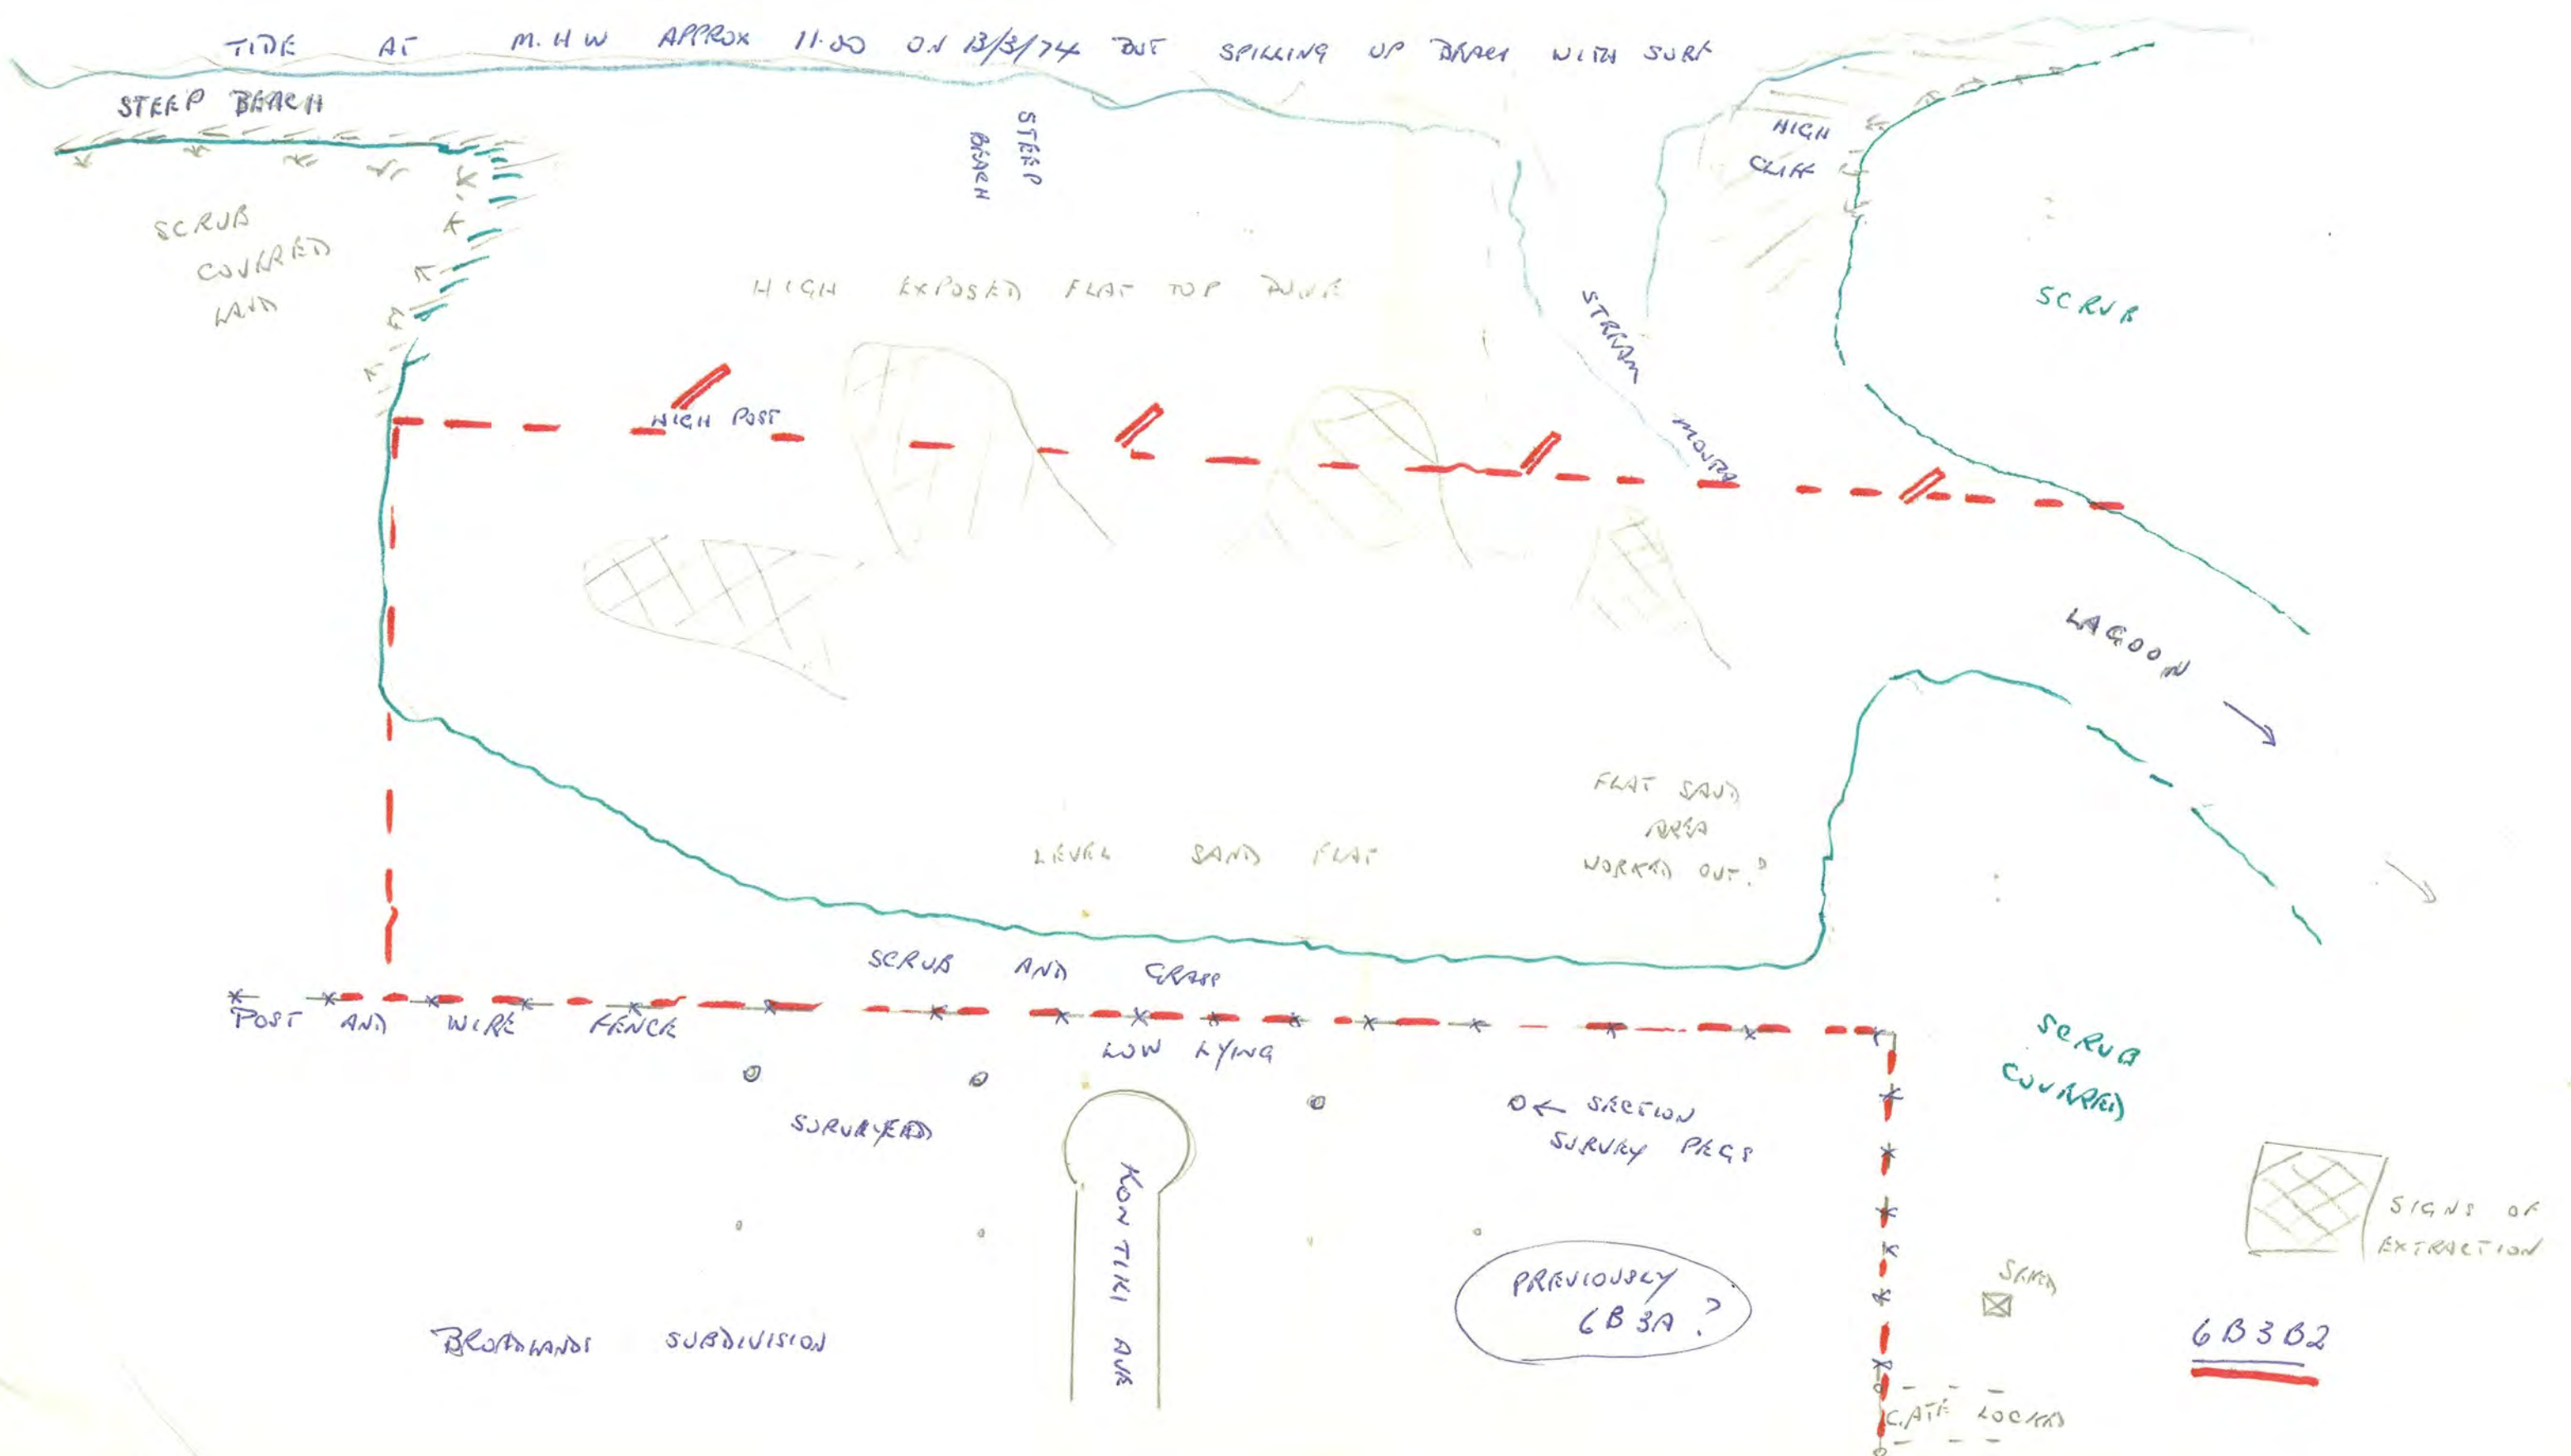 TIDE AT M.H W APPROX 11.00 ON 13/3/74 BUT SPILLING UP BEACH WITH SURF
STEEP BEACH
STEEP
BEACH
HIGH
CLIFF
SCRUB
COVERED
LAND
HIGH EXPOSED FLAT TOP DUNE
SCRUB
STREAM
MOUTH
HIGH POST
LAGOON
FLAT SAND
AREA
WORKED OUT.?
LEVEL SAND FLAT
SCRUB AND GRASS
POST AND WIRE FENCE
LOW LYING
SCRUB
COVERED
SURVEYED
SECTION
SURVEY PEGS
KON TIKI AVE
SIGNS OF
EXTRACTION
PREVIOUSLY
6B 3A ?
SHED
BROADLANDS SUBDIVISION
6B3B2
GATE LOCKED